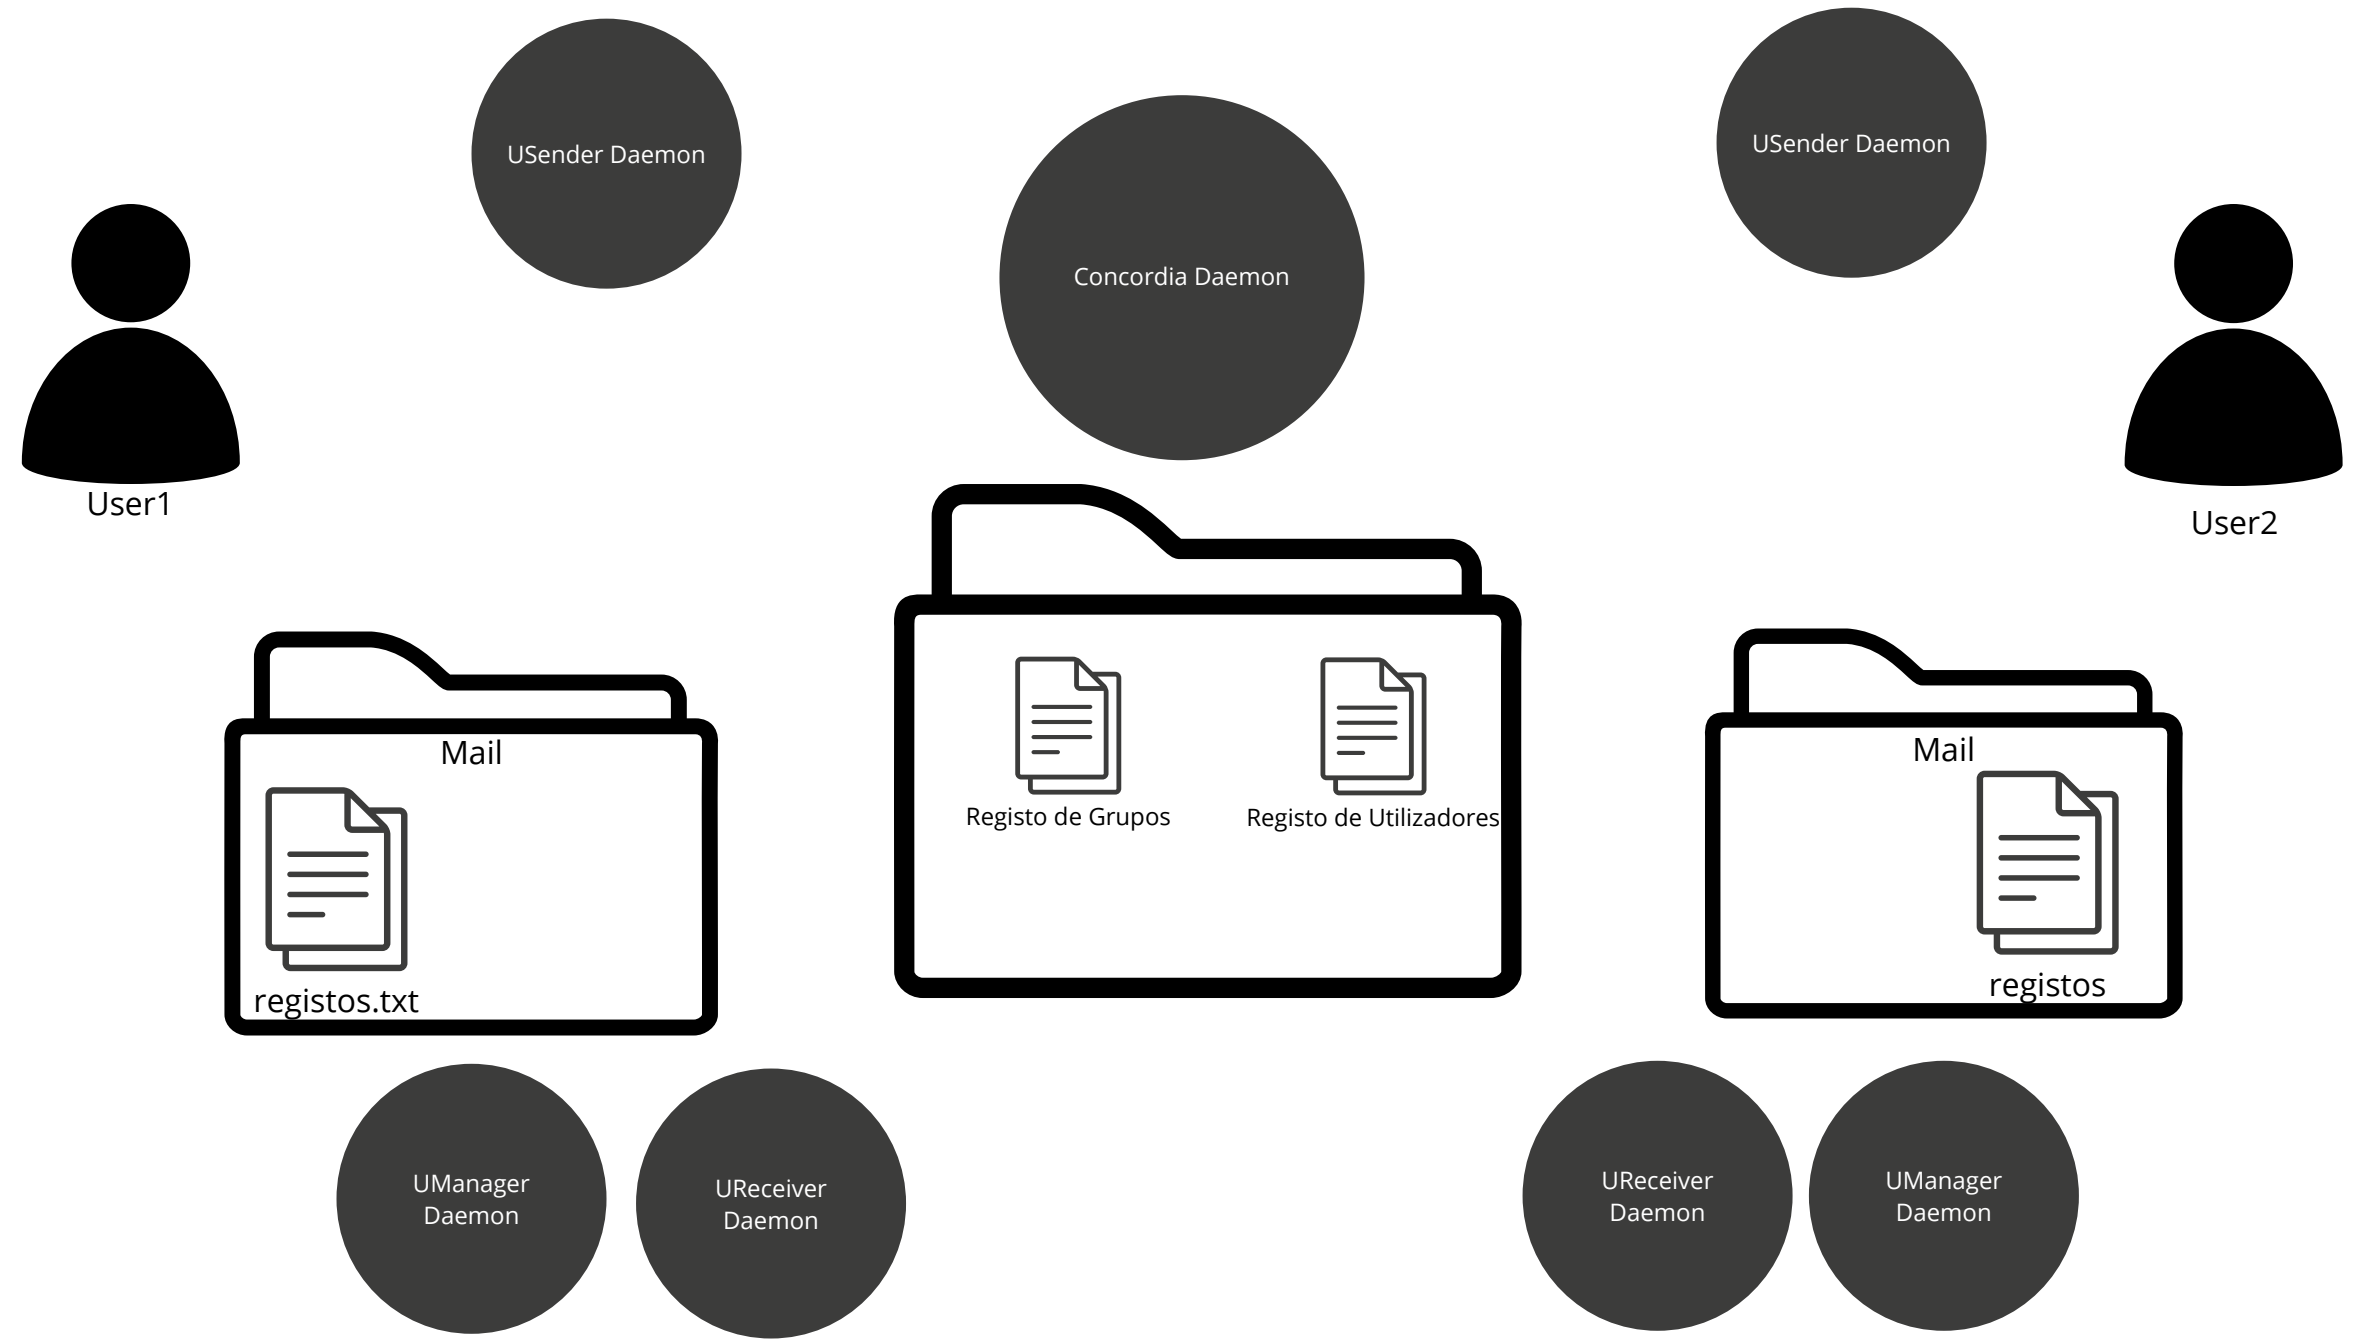 USender Daemon
USender Daemon
Concordia Daemon
User1
User2
Mail
Mail
Registo de Grupos
Registo de Utilizadores
registos.txt
registos
UManager
Daemon
UReceiver
Daemon
UReceiver
Daemon
UManager
Daemon